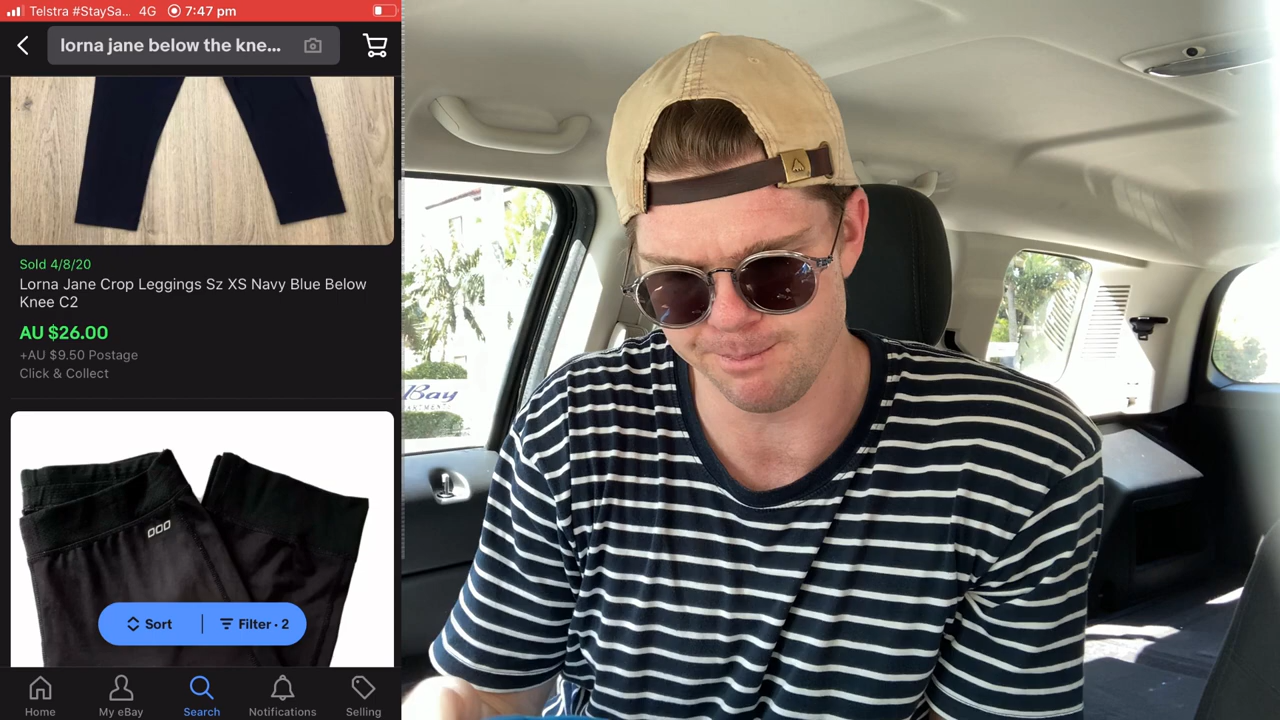 Telstra #StaySa... 4G 7:47 pm
lorna jane below the kne...
Sold 4/8/20
Lorna Jane Crop Leggings Sz XS Navy Blue Below
Knee C2
AU $26.00
+AU $9.50 Postage
Click & Collect
Sort
Filter · 2
Home
My eBay
Search
Notifications
Selling
Bay